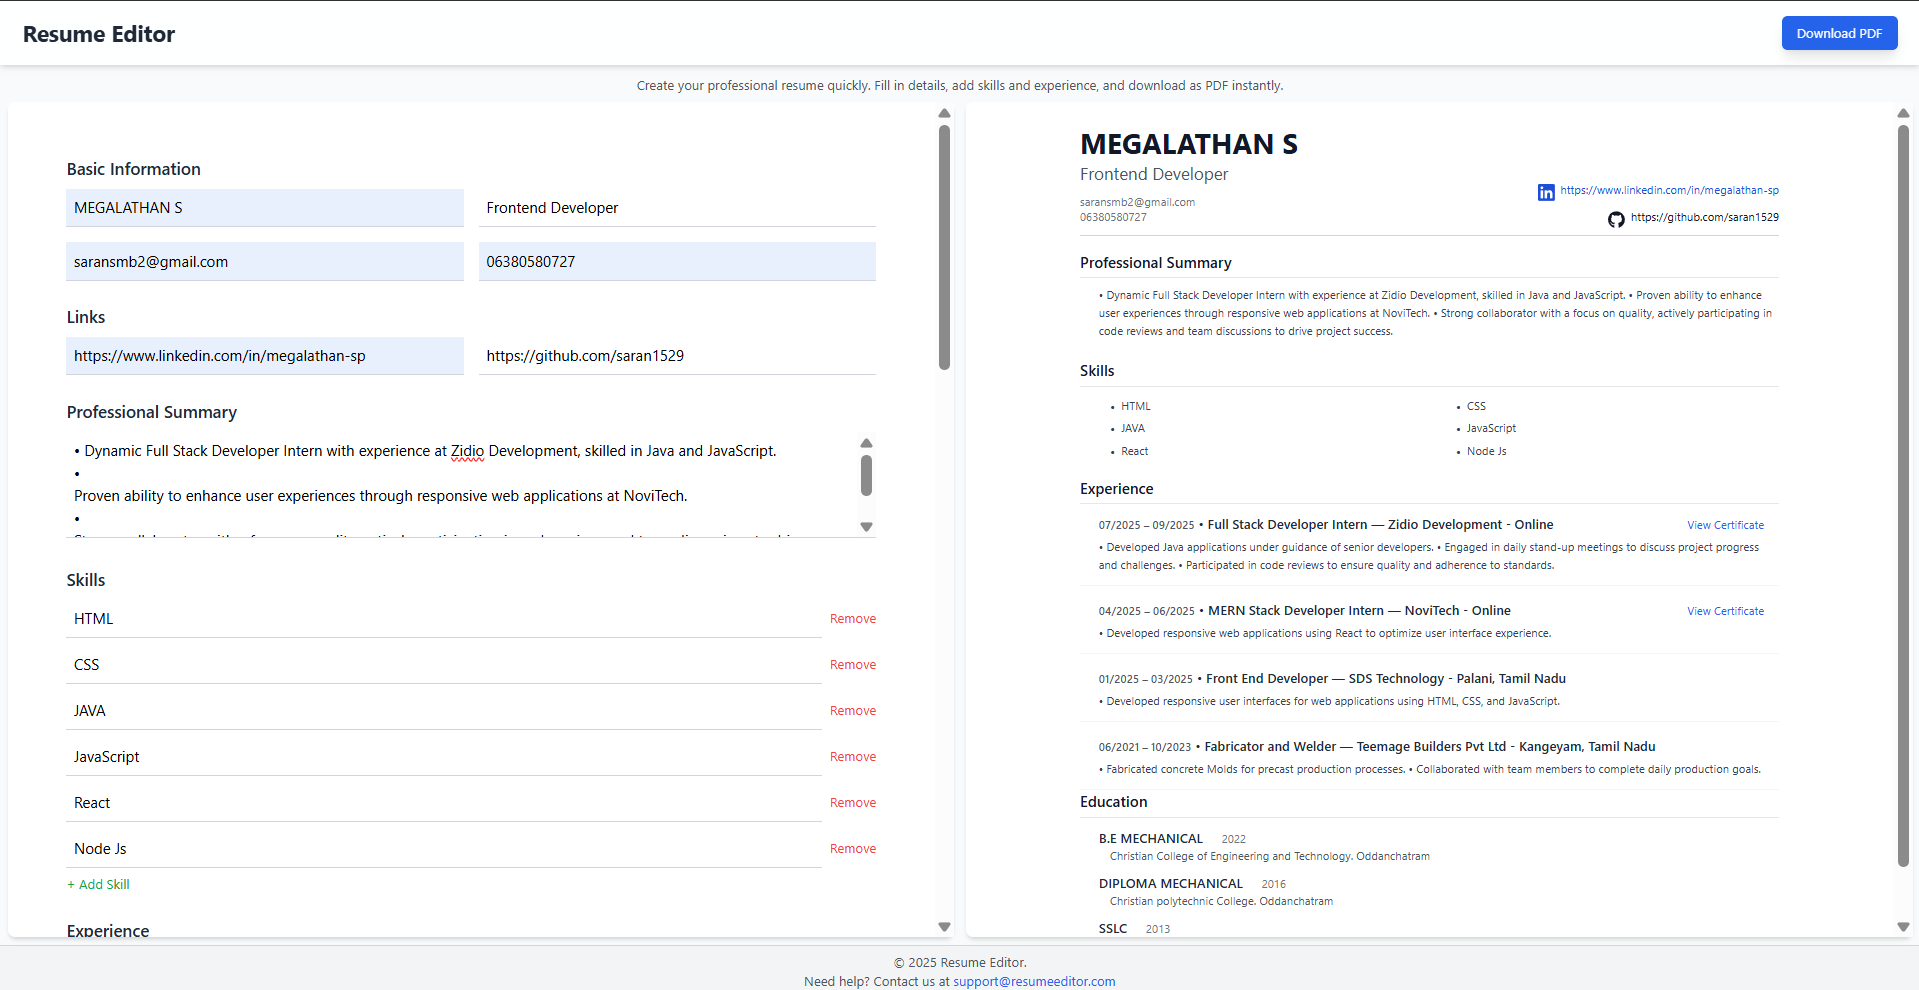 Resume Editor
Download PDF
Create your professional resume quickly. Fill in details, add skills and experience, and download as PDF instantly.
Basic Information
MEGALATHAN S
Frontend Developer
saransmb2@gmail.com
06380580727
Links
https://www.linkedin.com/in/megalathan-sp
https://github.com/saran1529
Professional Summary
• Dynamic Full Stack Developer Intern with experience at Zidio Development, skilled in Java and JavaScript.
•
Proven ability to enhance user experiences through responsive web applications at NoviTech.
•
Skills
HTML
Remove
CSS
Remove
JAVA
Remove
JavaScript
Remove
React
Remove
Node Js
Remove
+ Add Skill
Experience
MEGALATHAN S
Frontend Developer
saransmb2@gmail.com
06380580727
https://www.linkedin.com/in/megalathan-sp
https://github.com/saran1529
Professional Summary
• Dynamic Full Stack Developer Intern with experience at Zidio Development, skilled in Java and JavaScript. • Proven ability to enhance
user experiences through responsive web applications at NoviTech. • Strong collaborator with a focus on quality, actively participating in
code reviews and team discussions to drive project success.
Skills
• HTML
• CSS
• JAVA
• JavaScript
• React
• Node Js
Experience
07/2025 – 09/2025 • Full Stack Developer Intern — Zidio Development - Online
View Certificate
• Developed Java applications under guidance of senior developers. • Engaged in daily stand-up meetings to discuss project progress
and challenges. • Participated in code reviews to ensure quality and adherence to standards.
04/2025 – 06/2025 • MERN Stack Developer Intern — NoviTech - Online
View Certificate
• Developed responsive web applications using React to optimize user interface experience.
01/2025 – 03/2025 • Front End Developer — SDS Technology - Palani, Tamil Nadu
• Developed responsive user interfaces for web applications using HTML, CSS, and JavaScript.
06/2021 – 10/2023 • Fabricator and Welder — Teemage Builders Pvt Ltd - Kangeyam, Tamil Nadu
• Fabricated concrete Molds for precast production processes. • Collaborated with team members to complete daily production goals.
Education
B.E MECHANICAL 2022
Christian College of Engineering and Technology. Oddanchatram
DIPLOMA MECHANICAL 2016
Christian polytechnic College. Oddanchatram
SSLC 2013
© 2025 Resume Editor.
Need help? Contact us at support@resumeeditor.com